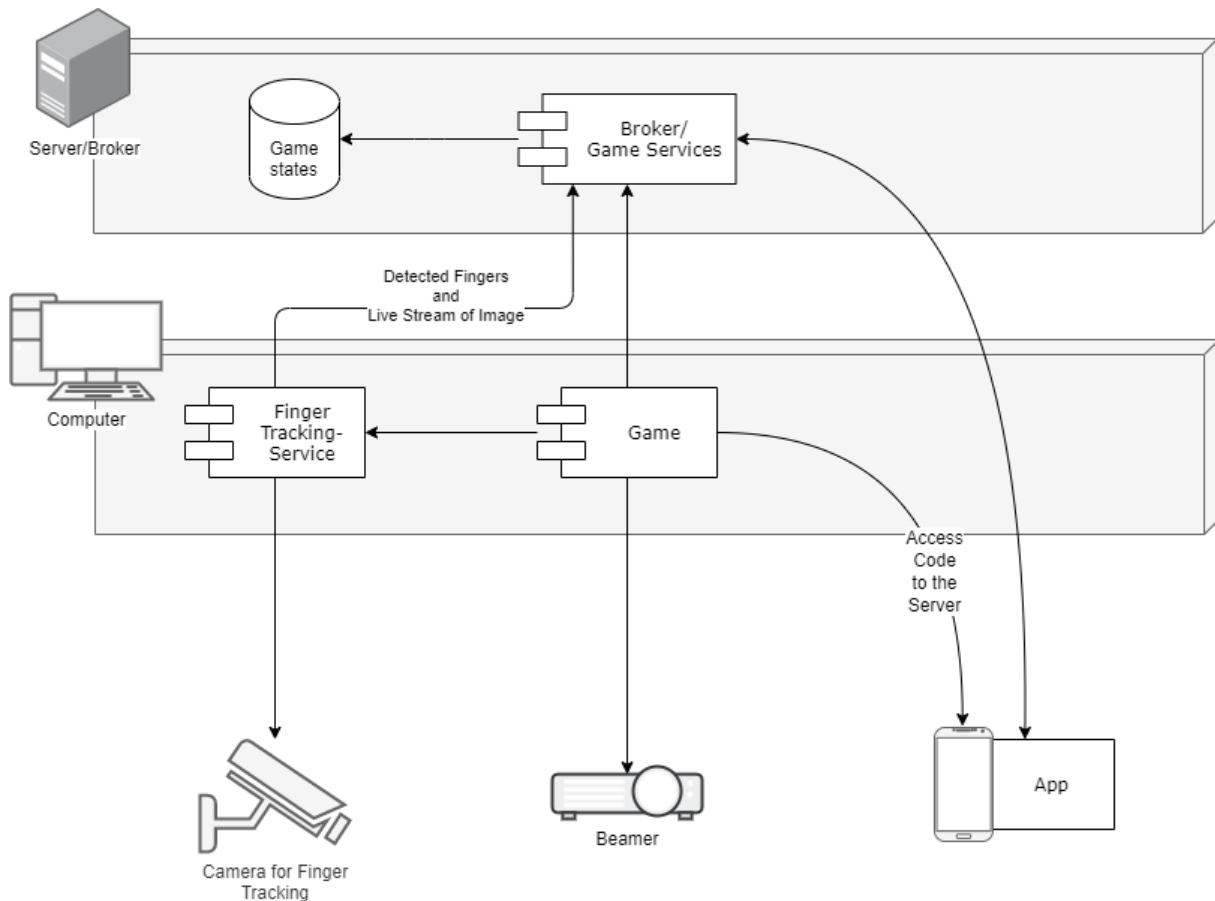 Server/Broker
Game
states
Broker/
Game Services
Detected Fingers
and
Live Stream of Image
Computer
Finger
Tracking-
Service
Game
Access
Code
to the
Server
Camera for Finger
Tracking
Beamer
App